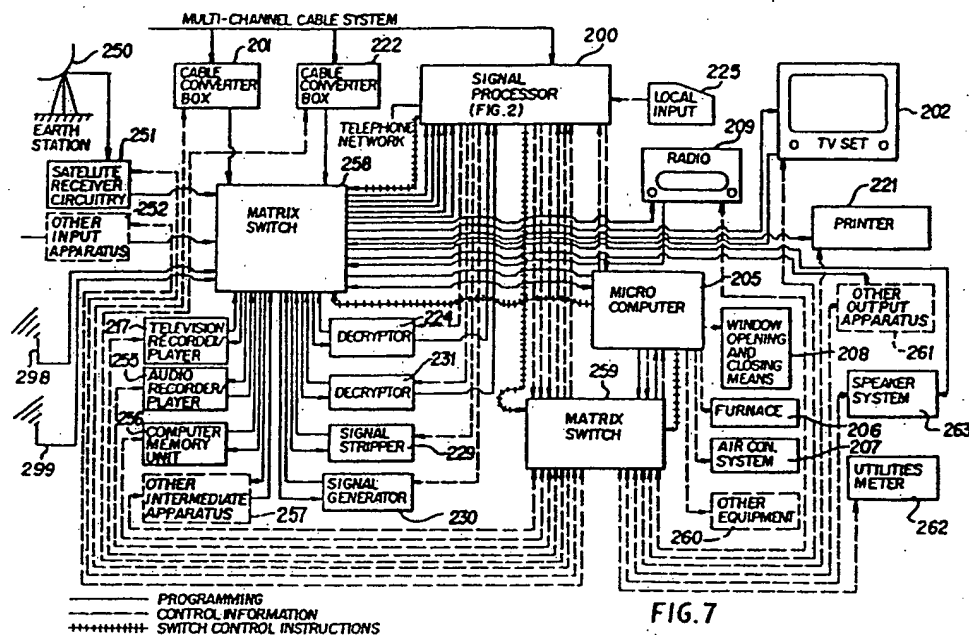 MULTI-CHANNEL CABLE SYSTEM
250
201
222
200
CABLE
CONVERTER
BOX
CABLE
CONVERTER
BOX
SIGNAL
PROCESSOR
(FIG.2)
225
LOCAL
INPUT
202
TV SET
EARTH
STATION
251
TELEPHONE
NETWORK
209
RADIO
SATELLITE
RECEIVER
CIRCUITRY
258
221
252
OTHER
INPUT
APPARATUS
MATRIX
SWITCH
PRINTER
205
MICRO
COMPUTER
OTHER
OUTPUT
APPARATUS
261
217
TELEVISION
RECORDER/
PLAYER
224
DECRYPTOR
WINDOW
OPENING
AND
CLOSING
MEANS
208
298
255
AUDIO
RECORDER/
PLAYER
231
DECRYPTOR
259
MATRIX
SWITCH
SPEAKER
SYSTEM
263
256
COMPUTER
MEMORY
UNIT
SIGNAL
STRIPPER
229
FURNACE
206
299
AIR CON.
SYSTEM
207
UTILITIES
METER
262
OTHER
INTERMEDIATE
APPARATUS
257
SIGNAL
GENERATOR
230
OTHER
EQUIPMENT
260
PROGRAMMING
CONTROL INFORMATION
SWITCH CONTROL INSTRUCTIONS
FIG.7